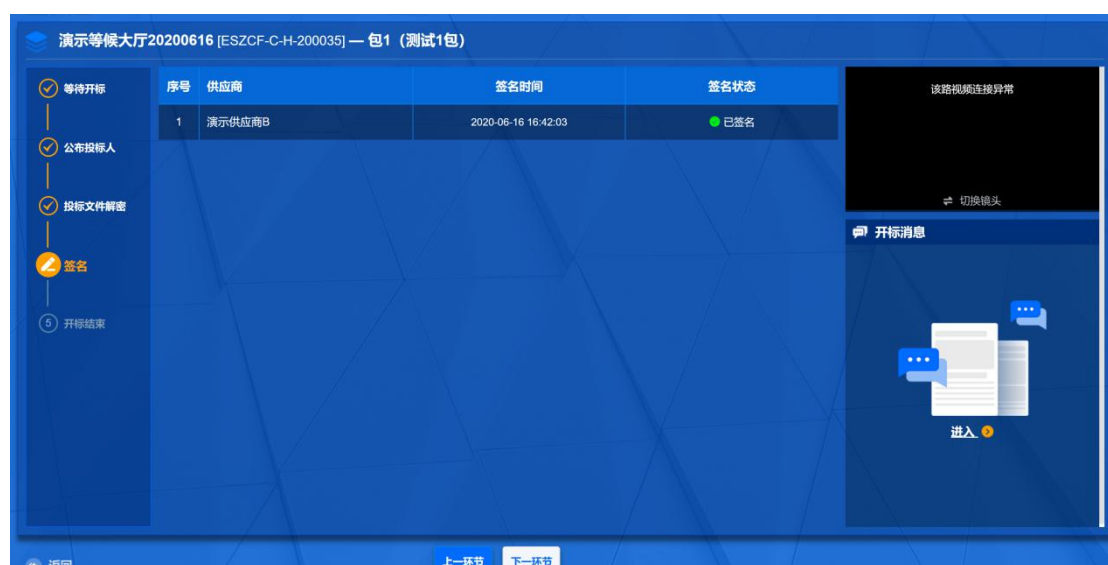 演示等候大厅20200616 [ESZCF-C-H-200035] — 包1（测试1包）
等待开标
公布投标人
投标文件解密
签名
5 开标结束
序号 供应商 签名时间 签名状态
1 演示供应商B 2020-06-16 16:42:03 已签名
该路视频连接异常
切换镜头
开标消息
进入
返回
上一环节 下一环节